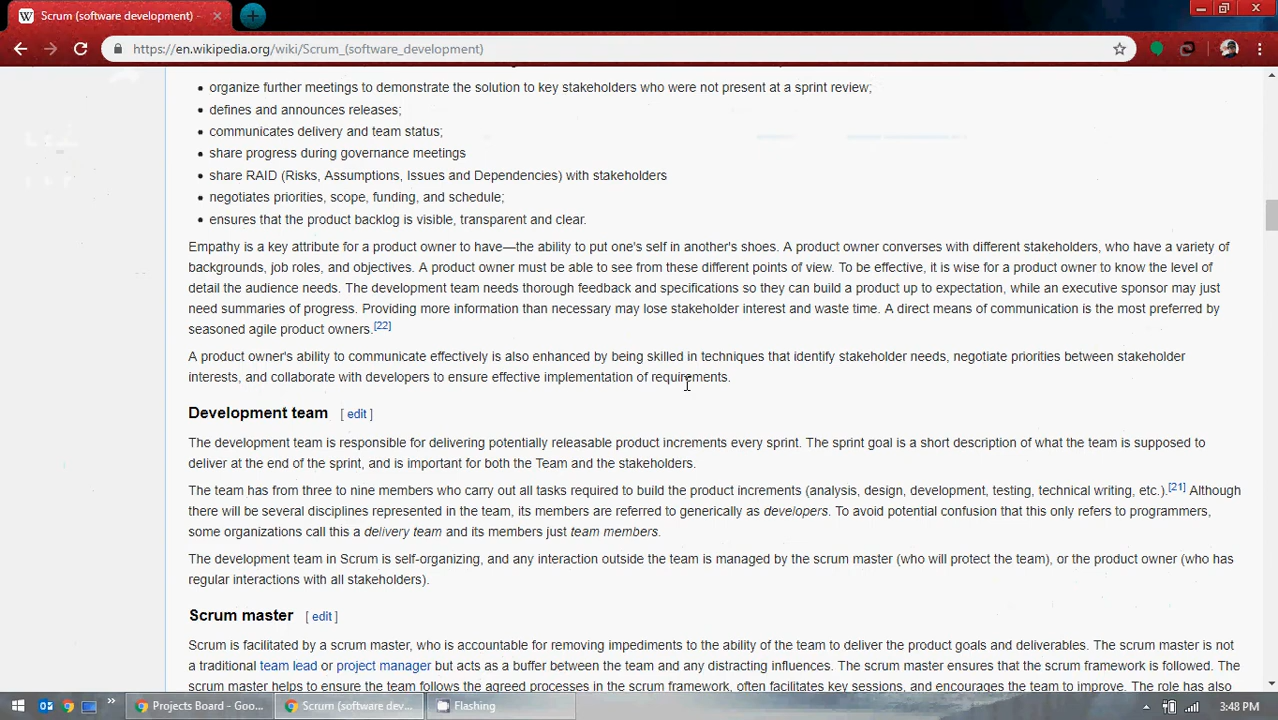 Scrum (software development) -
https://en.wikipedia.org/wiki/Scrum_(software_development)
• organize further meetings to demonstrate the solution to key stakeholders who were not present at a sprint review;
• defines and announces releases;
• communicates delivery and team status;
• share progress during governance meetings
• share RAID (Risks, Assumptions, Issues and Dependencies) with stakeholders
• negotiates priorities, scope, funding, and schedule;
• ensures that the product backlog is visible, transparent and clear.
Empathy is a key attribute for a product owner to have—the ability to put one's self in another's shoes. A product owner converses with different stakeholders, who have a variety of
backgrounds, job roles, and objectives. A product owner must be able to see from these different points of view. To be effective, it is wise for a product owner to know the level of
detail the audience needs. The development team needs thorough feedback and specifications so they can build a product up to expectation, while an executive sponsor may just
need summaries of progress. Providing more information than necessary may lose stakeholder interest and waste time. A direct means of communication is the most preferred by
seasoned agile product owners.[22]
A product owner's ability to communicate effectively is also enhanced by being skilled in techniques that identify stakeholder needs, negotiate priorities between stakeholder
interests, and collaborate with developers to ensure effective implementation of requirements.
Development team [ edit ]
The development team is responsible for delivering potentially releasable product increments every sprint. The sprint goal is a short description of what the team is supposed to
deliver at the end of the sprint, and is important for both the Team and the stakeholders.
The team has from three to nine members who carry out all tasks required to build the product increments (analysis, design, development, testing, technical writing, etc.).[21] Although
there will be several disciplines represented in the team, its members are referred to generically as developers. To avoid potential confusion that this only refers to programmers,
some organizations call this a delivery team and its members just team members.
The development team in Scrum is self-organizing, and any interaction outside the team is managed by the scrum master (who will protect the team), or the product owner (who has
regular interactions with all stakeholders).
Scrum master [ edit ]
Scrum is facilitated by a scrum master, who is accountable for removing impediments to the ability of the team to deliver the product goals and deliverables. The scrum master is not
a traditional team lead or project manager but acts as a buffer between the team and any distracting influences. The scrum master ensures that the scrum framework is followed. The
scrum master helps to ensure the team follows the agreed processes in the scrum framework, often facilitates key sessions, and encourages the team to improve. The role has also
Projects Board - Goo... Scrum (software dev... Flashing 3:48 PM